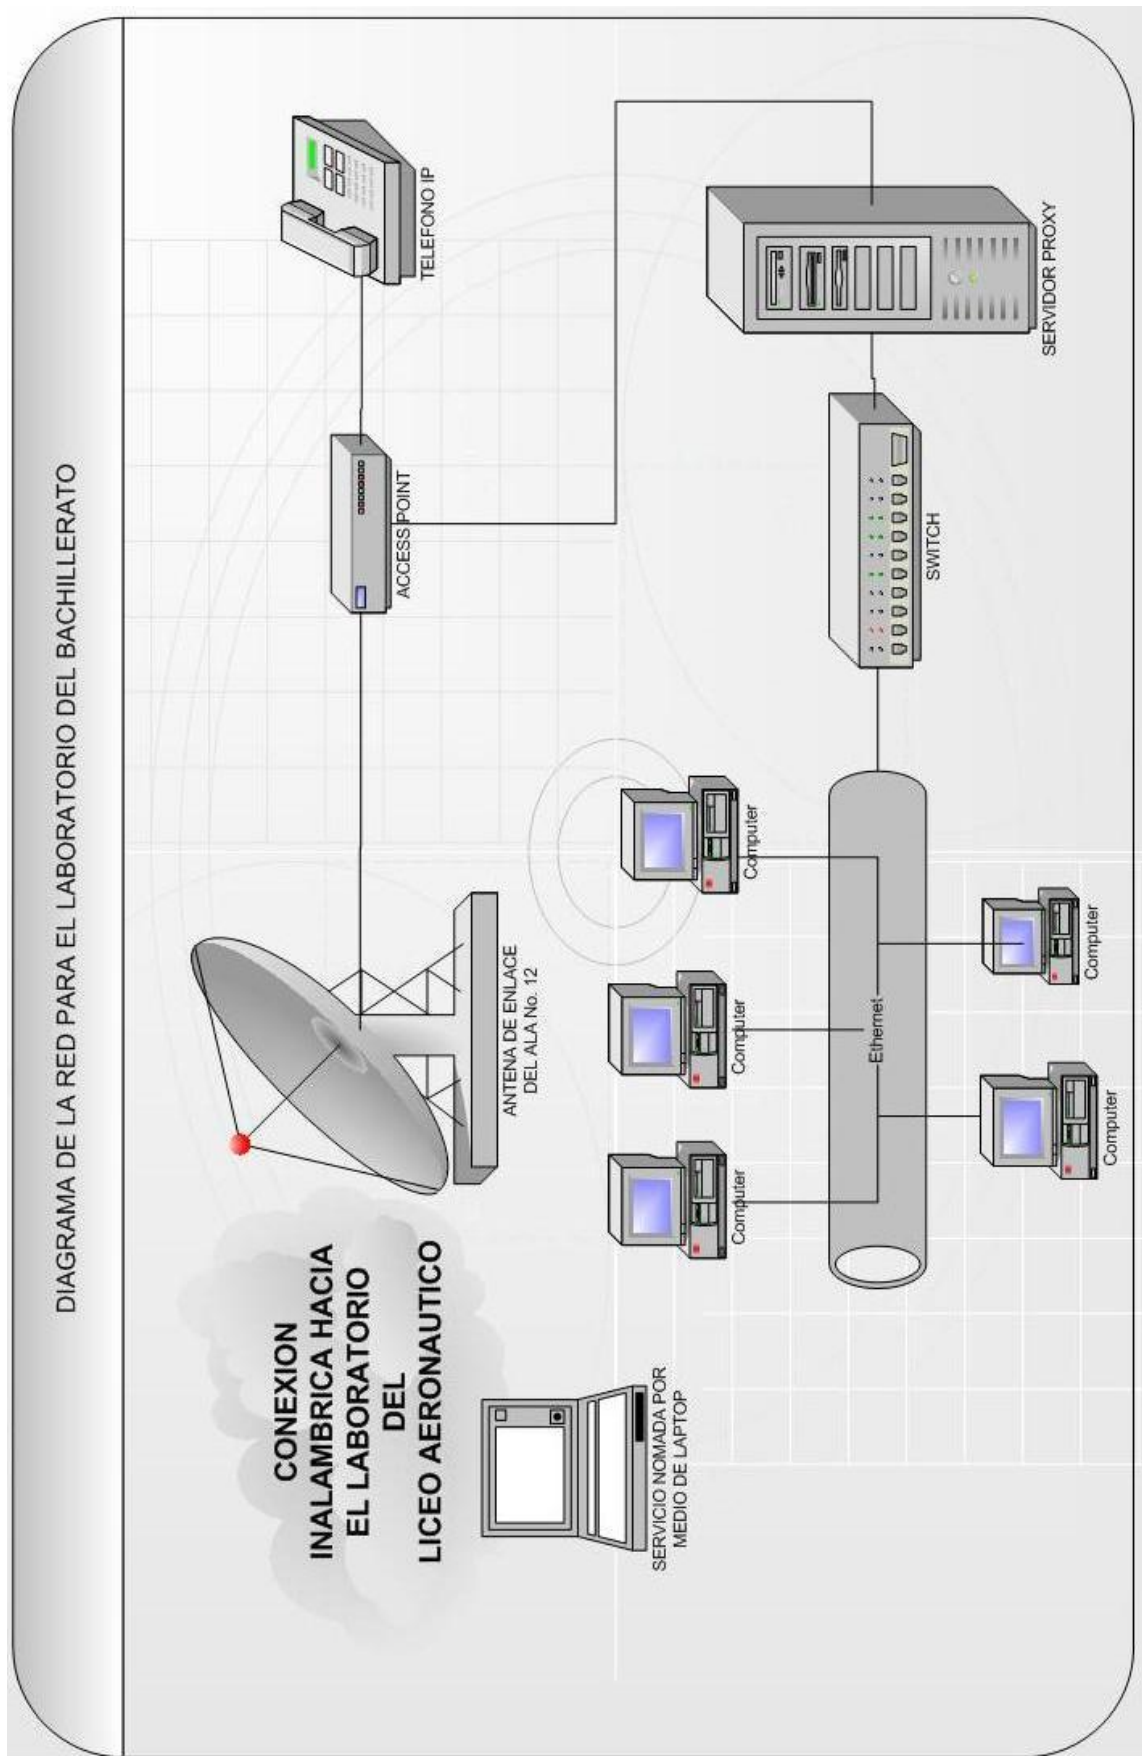 DIAGRAMA DE LA RED PARA EL LABORATORIO DEL BACHILLERATO
CONEXION
INALAMBRICA HACIA
EL LABORATORIO
DEL
LICEO AERONAUTICO
ANTENA DE ENLACE
DEL ALA No. 12
ACCESS POINT
TELEFONO IP
SERVICIO NOMADA POR
MEDIO DE LAPTOP
Computer
Computer
Computer
Ethernet
SWITCH
SERVIDOR PROXY
Computer
Computer